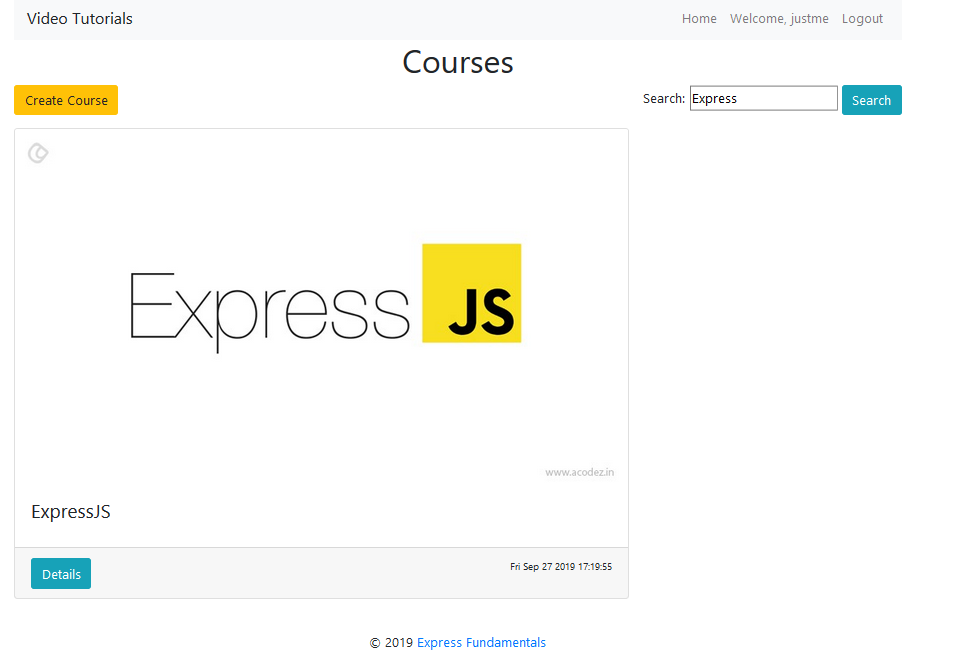 Video Tutorials Home Welcome, justme Logout
Courses
Create Course Search: Express Search
Express JS
www.acodez.in
ExpressJS
Details Fri Sep 27 2019 17:19:55
© 2019 Express Fundamentals